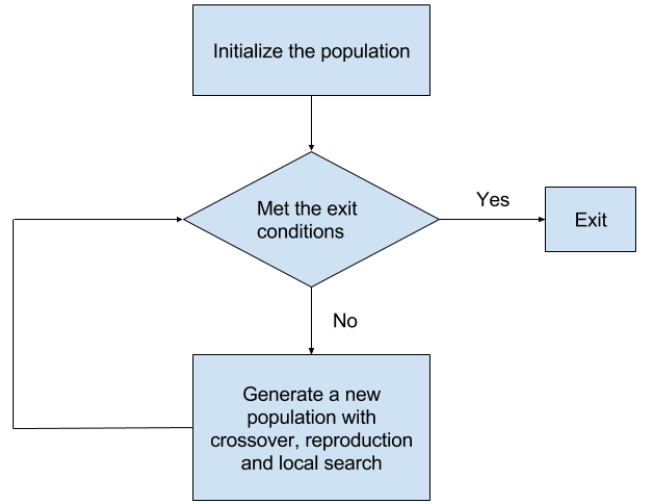 Initialize the population
Met the exit
conditions
Yes
Exit
No
Generate a new
population with
crossover, reproduction
and local search